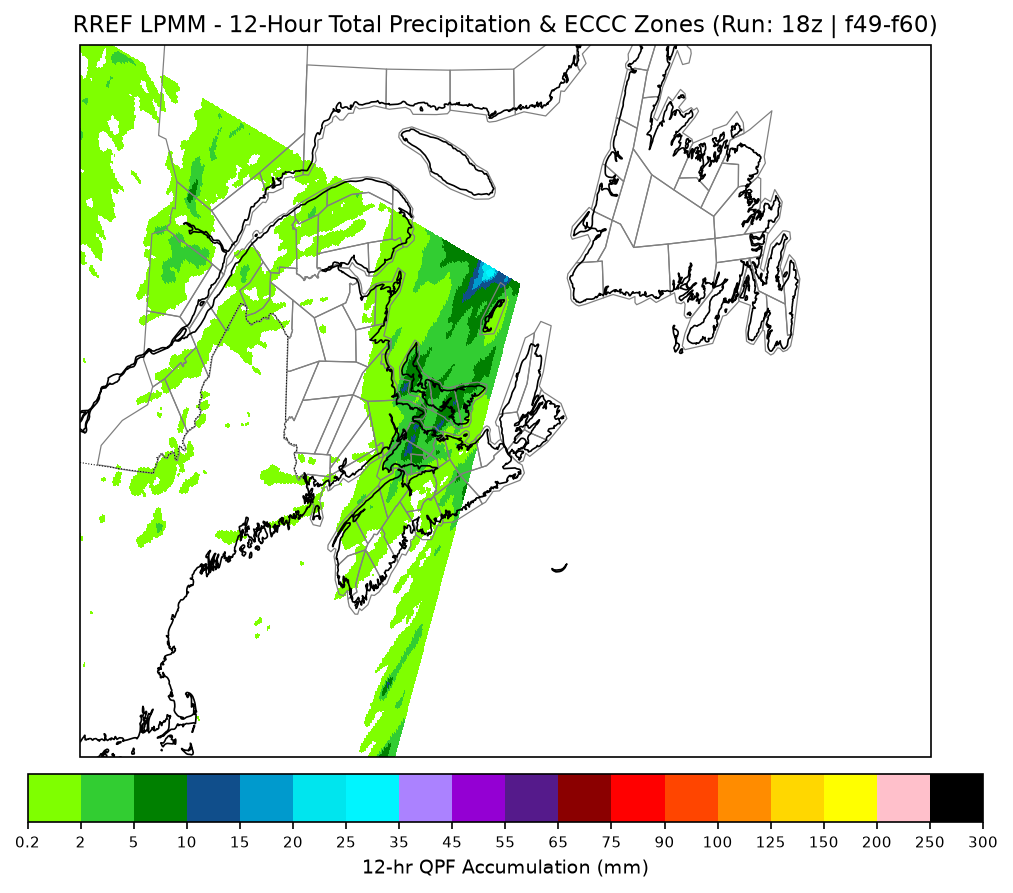 RREF LPMM - 12-Hour Total Precipitation & ECCC Zones (Run: 18z | f49-f60)
0.2 2 5 10 15 20 25 35 45 55 65 75 90 100 125 150 200 250 300
12-hr QPF Accumulation (mm)